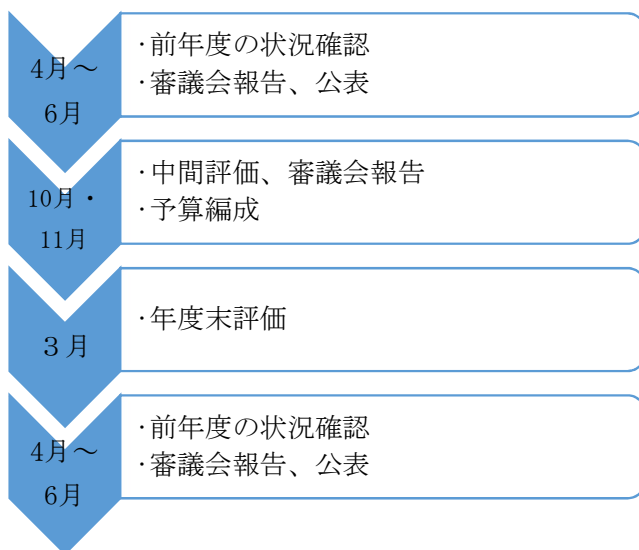 4月～
6月
·前年度の状況確認
·審議会報告、公表
10月・
11月
·中間評価、審議会報告
·予算編成
３月
·年度末評価
4月～
6月
·前年度の状況確認
·審議会報告、公表